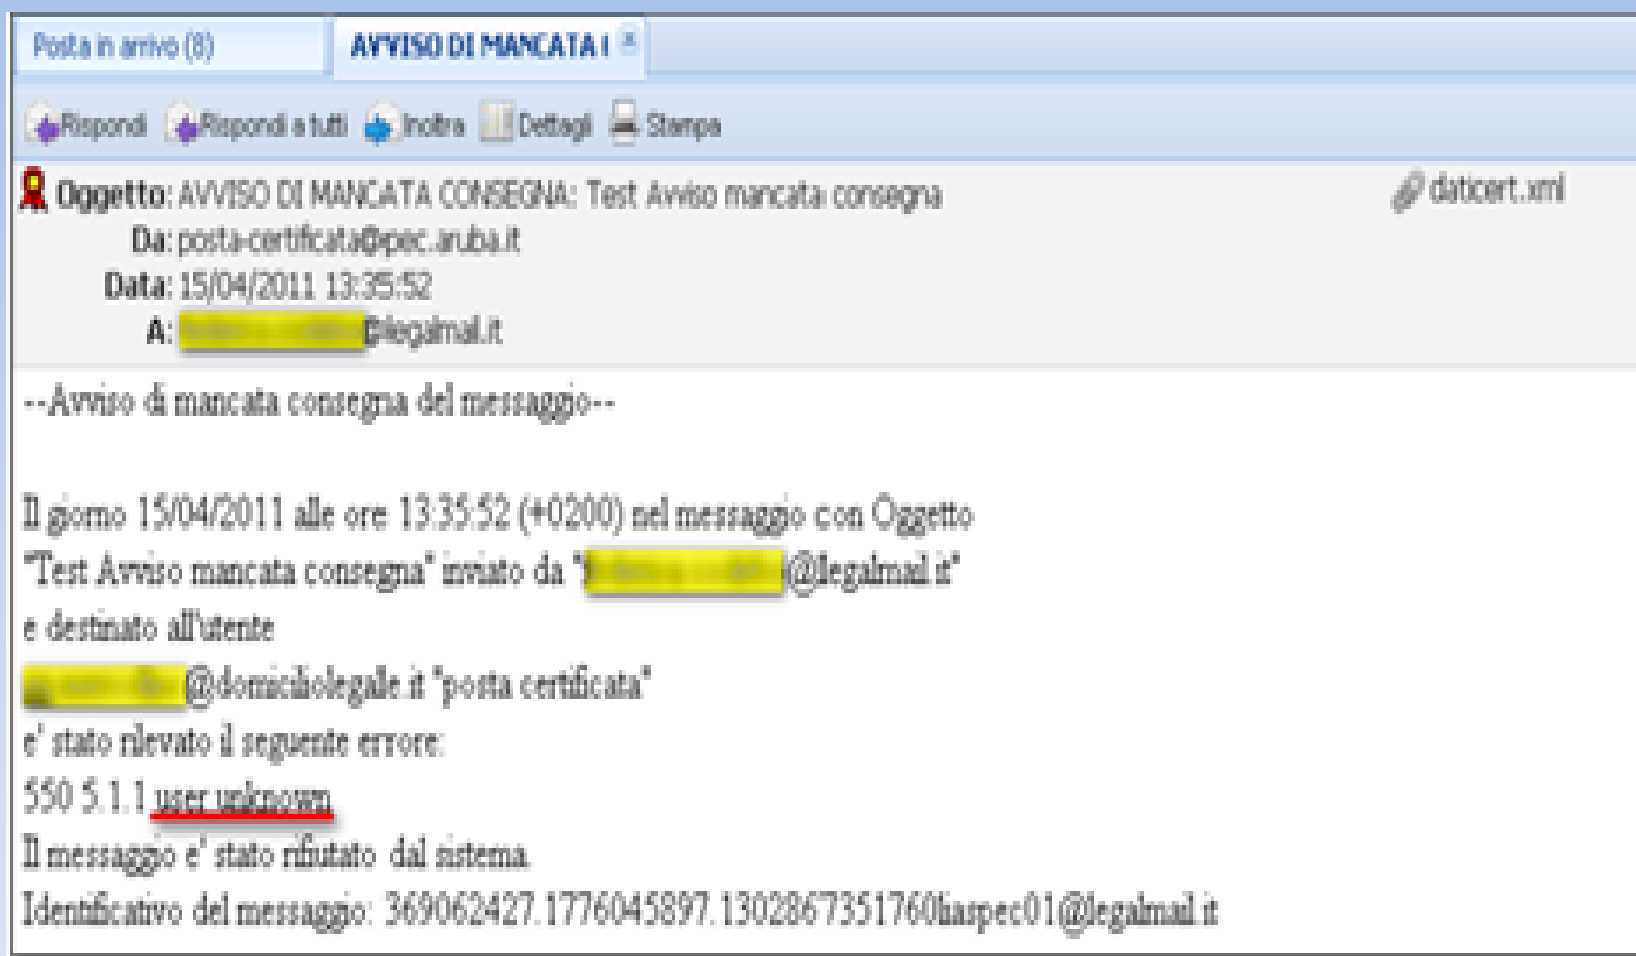 Posta in arrivo (8) AVVISO DI MANCATA
Rispondi Rispondi a tutti Inoltra Dettagli Stampa
Oggetto: AVVISO DI MANCATA CONSEGNA: Test Avviso mancata consegna daticert.xml
Da: posta-certificata@pec.aruba.it
Data: 15/04/2011 13:35:52
A: @legalmail.it
--Avviso di mancata consegna del messaggio--
Il giorno 15/04/2011 alle ore 13:35:52 (+0200) nel messaggio con Oggetto
"Test Avviso mancata consegna" inviato da " @legalmail.it"
e destinato all'utente
@domiciliolegale.it "posta certificata"
e' stato rilevato il seguente errore:
550 5.1.1 user unknown
Il messaggio e' stato rifiutato dal sistema.
Identificativo del messaggio: 369062427.1776045897.1302867351760liaspec01@legalmail.it